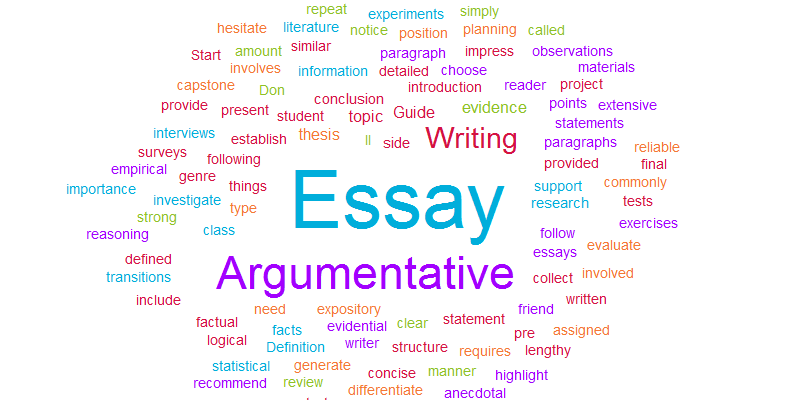 repeat experiments simply
hesitate literature notice position planning called
Start amount similar paragraph impress observations
involves information detailed choose materials
capstone Don introduction reader project
provide present student conclusion topic Guide evidence points extensive
statements
interviews establish thesis ll side Writing paragraphs reliable
surveys following provided final
empirical genre things Essay support commonly
importance investigate type research tests
strong exercises
reasoning class follow evaluate
defined Argumentative essays
transitions collect involved
include written
need expository friend
factual facts evidential clear statement pre assigned
logical Definition writer structure requires lengthy
statistical generate concise manner highlight
recommend review differentiate anecdotal